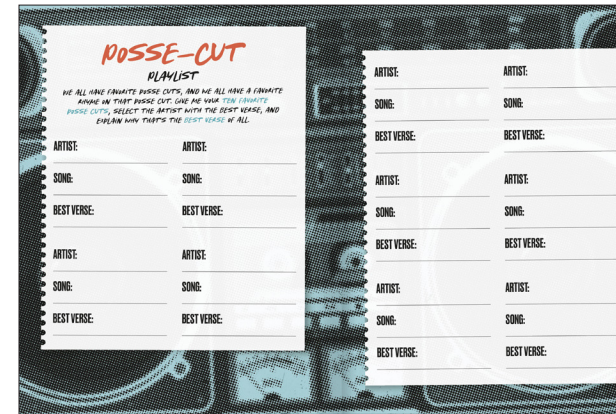 POSSE-CUT
PLAYLIST
WE ALL HAVE FAVORITE POSSE CUTS, AND WE ALL HAVE A FAVORITE
RHYME ON THAT POSSE CUT. GIVE ME YOUR TEN FAVORITE
POSSE CUTS, SELECT THE ARTIST WITH THE BEST VERSE, AND
EXPLAIN WHY THAT'S THE BEST VERSE OF ALL.
ARTIST: ARTIST:
SONG: SONG:
BEST VERSE: BEST VERSE:
ARTIST: ARTIST:
SONG: SONG:
BEST VERSE: BEST VERSE:
ARTIST: ARTIST:
SONG: SONG:
BEST VERSE: BEST VERSE:
ARTIST: ARTIST:
SONG: SONG:
BEST VERSE: BEST VERSE:
ARTIST: ARTIST:
SONG: SONG:
BEST VERSE: BEST VERSE: